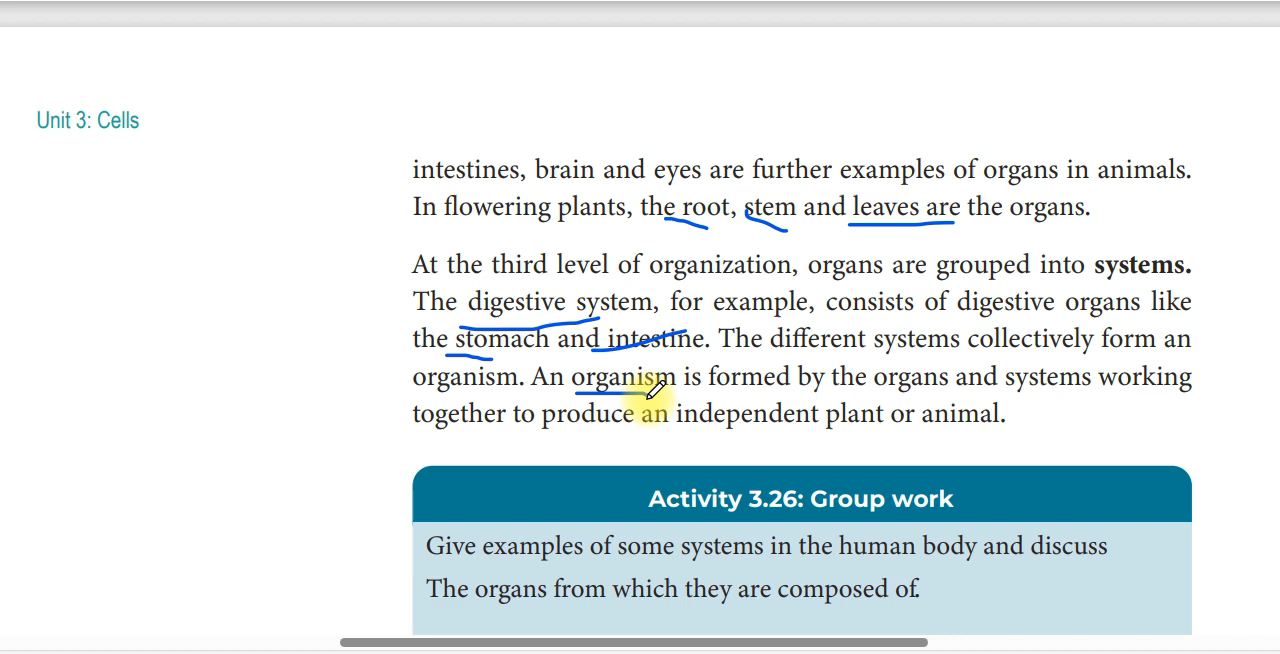 Unit 3: Cells
intestines, brain and eyes are further examples of organs in animals.
In flowering plants, the root, stem and leaves are the organs.
At the third level of organization, organs are grouped into systems.
The digestive system, for example, consists of digestive organs like
the stomach and intestine. The different systems collectively form an
organism. An organism is formed by the organs and systems working
together to produce an independent plant or animal.
Activity 3.26: Group work
Give examples of some systems in the human body and discuss
The organs from which they are composed of.